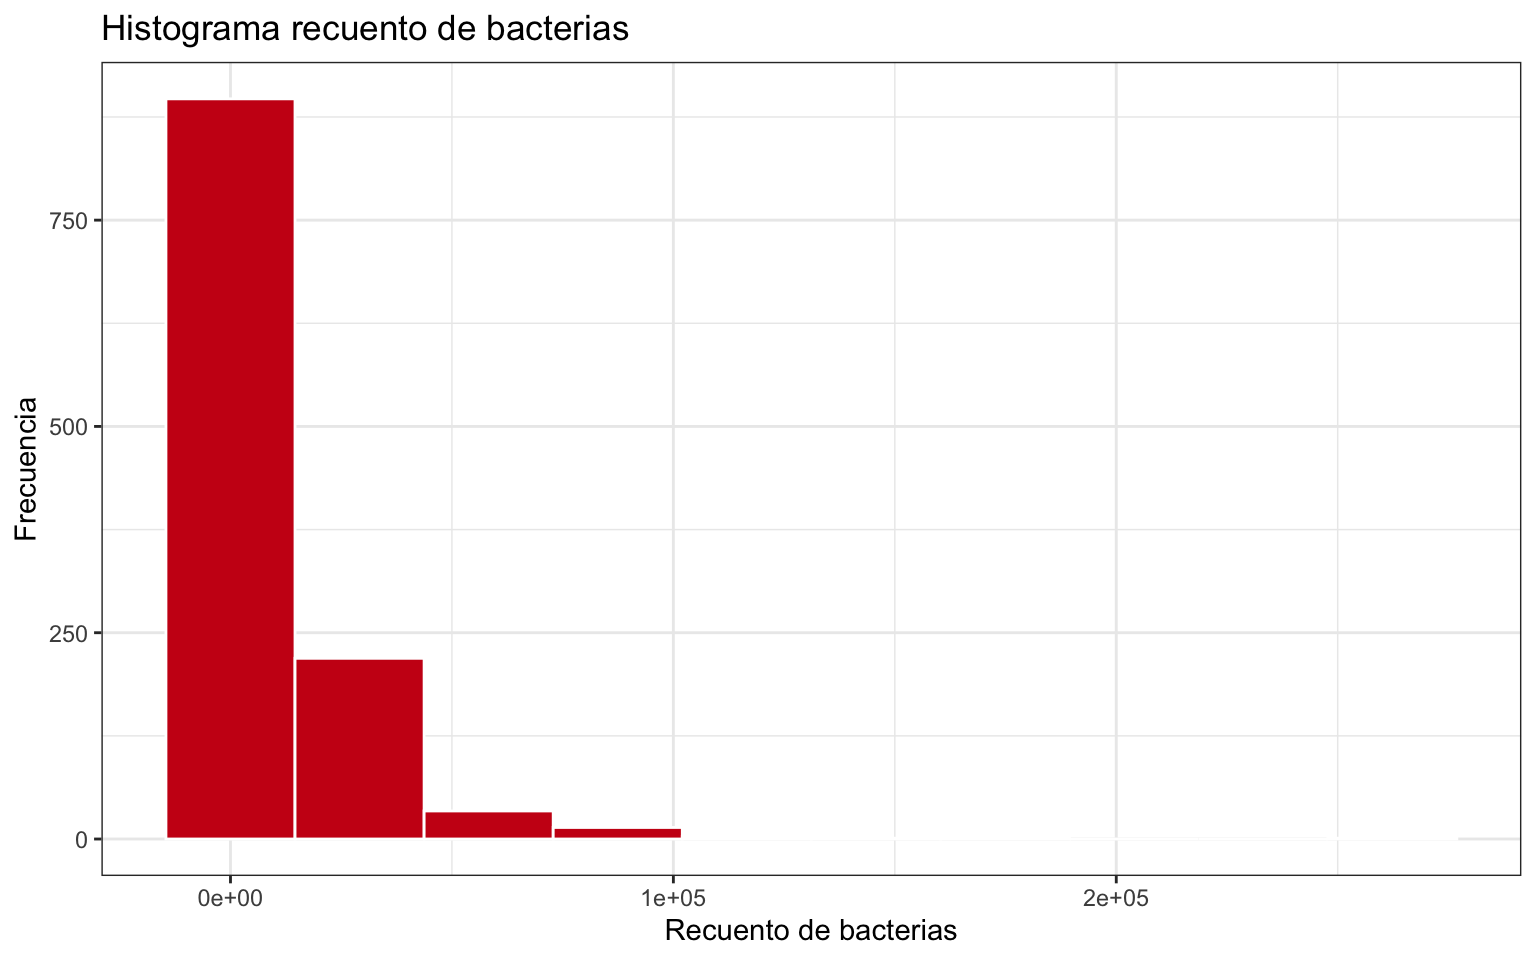 Histograma recuento de bacterias
Frecuencia
750
500
250
0
0e+00
1e+05
2e+05
Recuento de bacterias